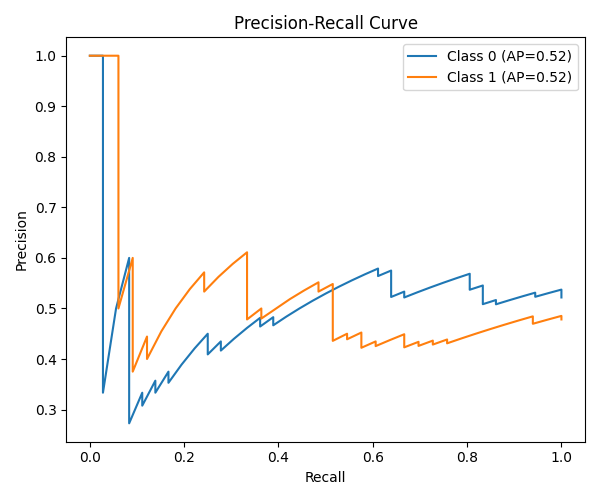 Precision-Recall Curve
Class 0 (AP=0.52)
Class 1 (AP=0.52)
Precision
1.0
0.9
0.8
0.7
0.6
0.5
0.4
0.3
0.0 0.2 0.4 0.6 0.8 1.0
Recall